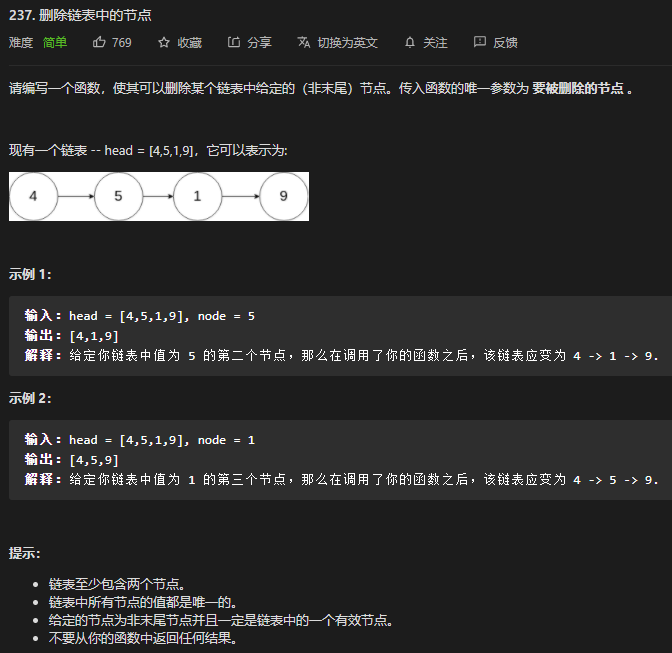 237. 删除链表中的节点
难度 简单 769 收藏 分享 切换为英文 关注 反馈
请编写一个函数，使其可以删除某个链表中给定的（非末尾）节点。传入函数的唯一参数为 要被删除的节点 。
现有一个链表 -- head = [4,5,1,9]，它可以表示为:
4 5 1 9
示例 1：
输入：head = [4,5,1,9], node = 5
输出：[4,1,9]
解释：给定你链表中值为 5 的第二个节点，那么在调用了你的函数之后，该链表应变为 4 -> 1 -> 9.
示例 2：
输入：head = [4,5,1,9], node = 1
输出：[4,5,9]
解释：给定你链表中值为 1 的第三个节点，那么在调用了你的函数之后，该链表应变为 4 -> 5 -> 9.
提示：
• 链表至少包含两个节点。
• 链表中所有节点的值都是唯一的。
• 给定的节点为非末尾节点并且一定是链表中的一个有效节点。
• 不要从你的函数中返回任何结果。